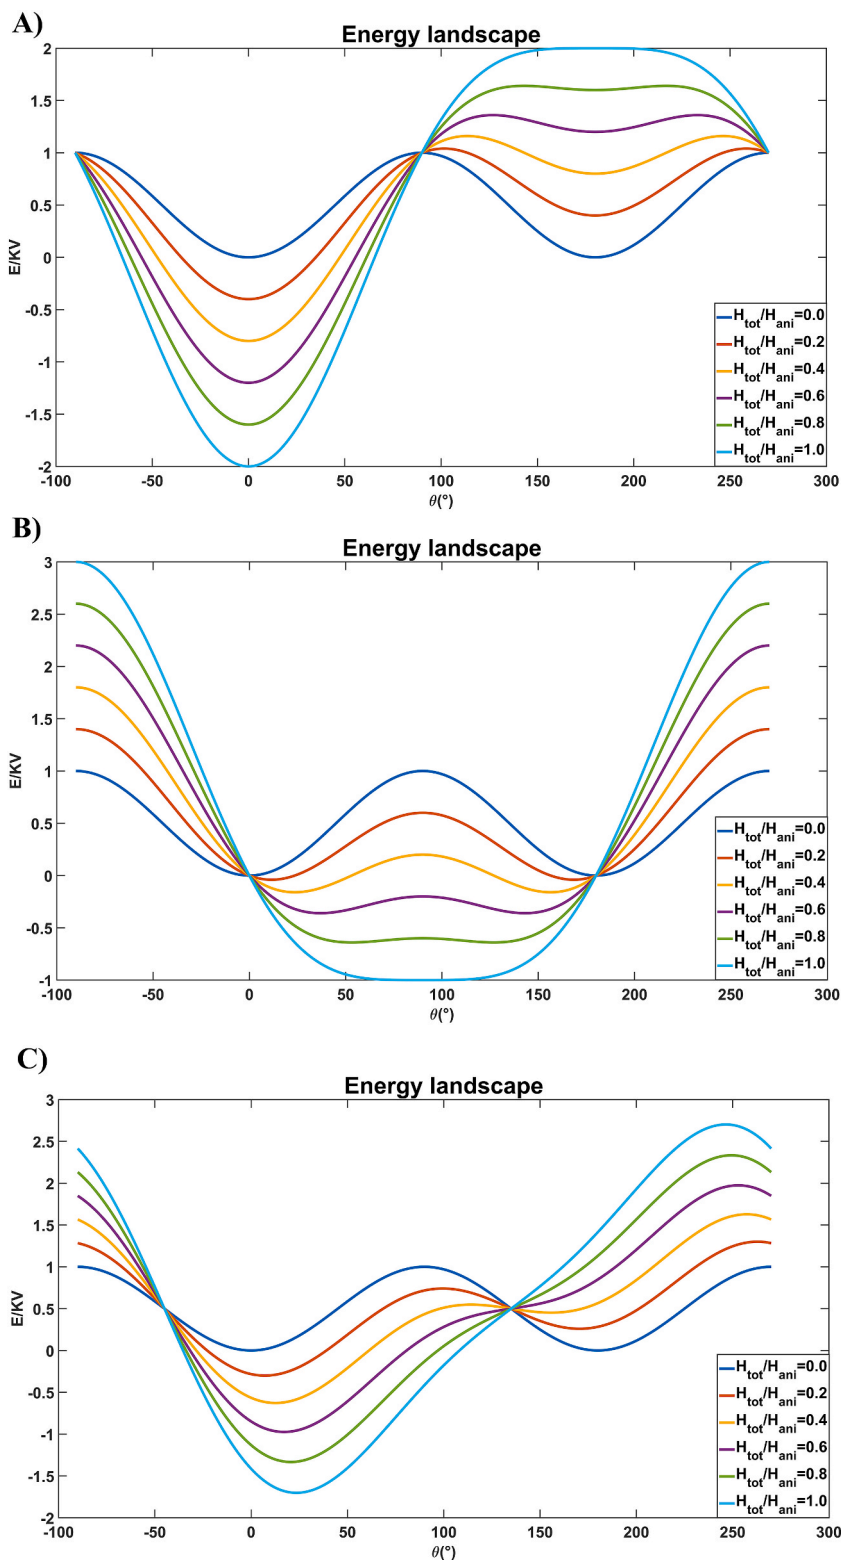 A)
Energy landscape
2
1.5
1
0.5
0
-0.5
-1
-1.5
-2
E/KV
-100
-50
0
50
100
150
200
250
300
θ(°)
H_tot/H_ani=0.0
H_tot/H_ani=0.2
H_tot/H_ani=0.4
H_tot/H_ani=0.6
H_tot/H_ani=0.8
H_tot/H_ani=1.0
B)
Energy landscape
3
2.5
2
1.5
1
0.5
0
-0.5
-1
E/KV
-100
-50
0
50
100
150
200
250
300
θ(°)
H_tot/H_ani=0.0
H_tot/H_ani=0.2
H_tot/H_ani=0.4
H_tot/H_ani=0.6
H_tot/H_ani=0.8
H_tot/H_ani=1.0
C)
Energy landscape
3
2.5
2
1.5
1
0.5
0
-0.5
-1
-1.5
-2
E/KV
-100
-50
0
50
100
150
200
250
300
θ(°)
H_tot/H_ani=0.0
H_tot/H_ani=0.2
H_tot/H_ani=0.4
H_tot/H_ani=0.6
H_tot/H_ani=0.8
H_tot/H_ani=1.0